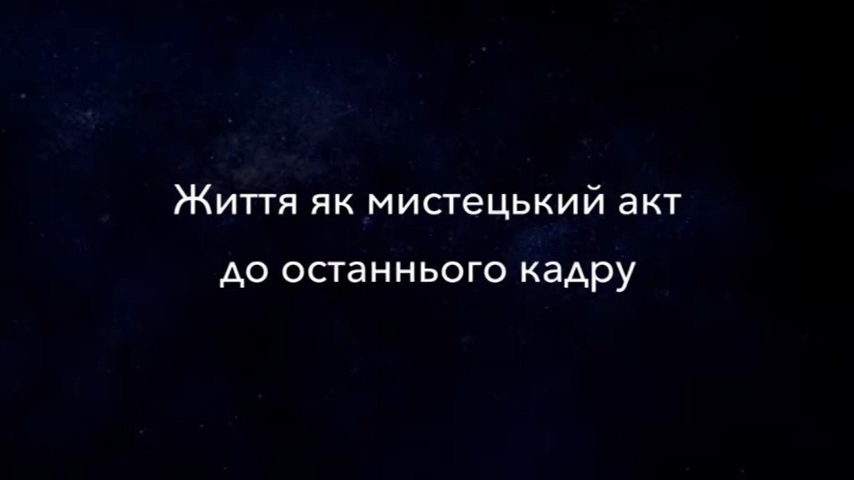 Життя як мистецький акт
до останнього кадру